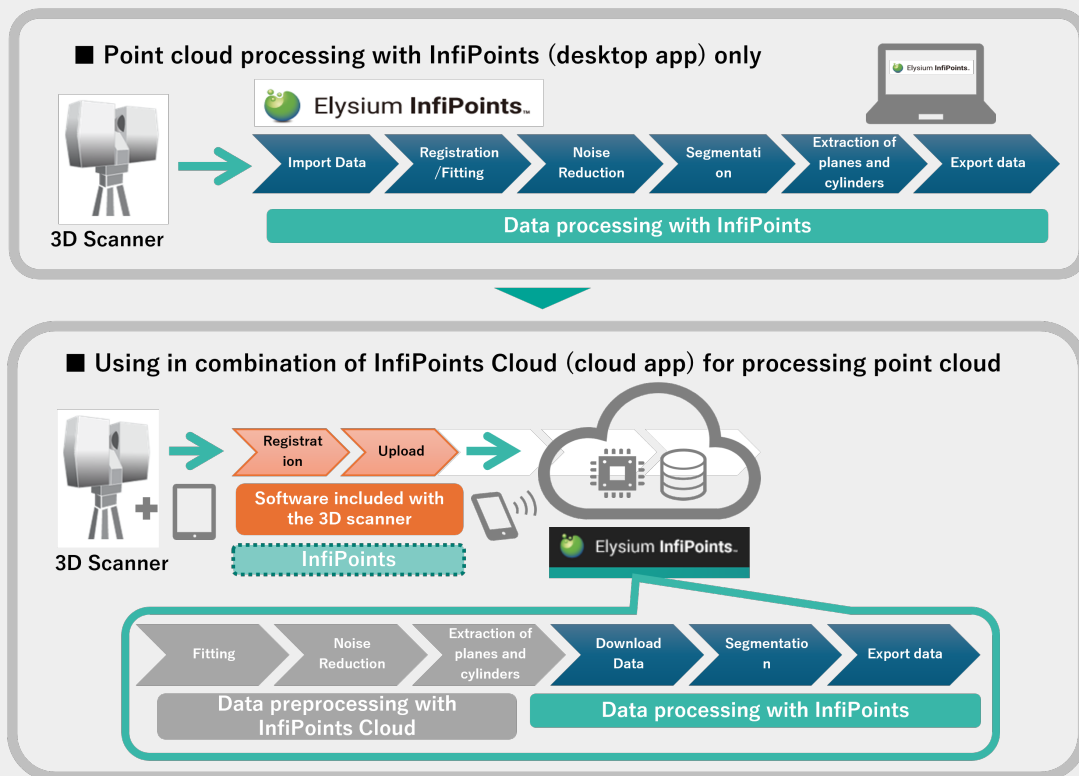 ■ Point cloud processing with InfiPoints (desktop app) only
Elysium InfiPoints™
Elysium InfiPoints™
Import Data
Registration
/Fitting
Noise
Reduction
Segmentati
on
Extraction of
planes and
cylinders
Export data
3D Scanner
Data processing with InfiPoints
■ Using in combination of InfiPoints Cloud (cloud app) for processing point cloud
Registrat
ion
Upload
Software included with
the 3D scanner
InfiPoints
3D Scanner
Elysium InfiPoints™
Fitting
Noise
Reduction
Extraction of
planes and
cylinders
Download
Data
Segmentatio
n
Export data
Data preprocessing with
InfiPoints Cloud
Data processing with InfiPoints